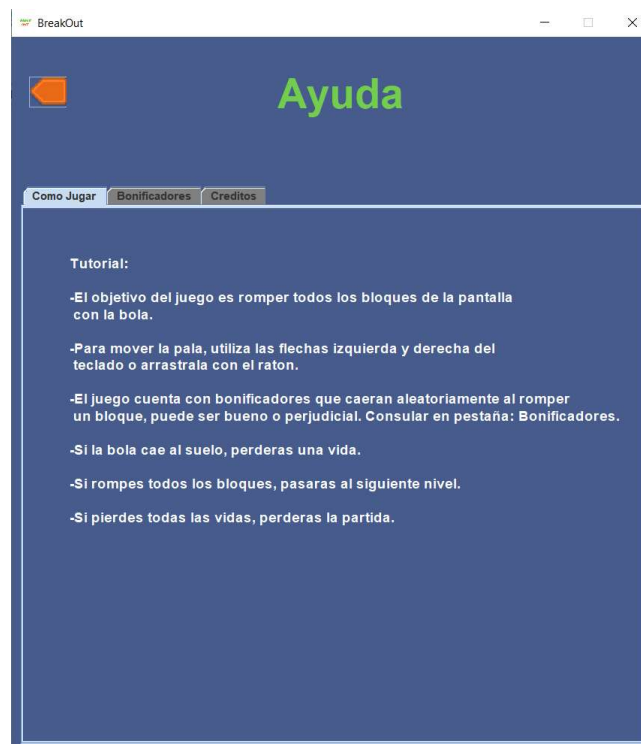 BreakOut
Ayuda
Como Jugar Bonificadores Creditos
Tutorial:
-El objetivo del juego es romper todos los bloques de la pantalla
con la bola.
-Para mover la pala, utiliza las flechas izquierda y derecha del
teclado o arrastrala con el raton.
-El juego cuenta con bonificadores que caeran aleatoriamente al romper
un bloque, puede ser bueno o perjudicial. Consular en pestaña: Bonificadores.
-Si la bola cae al suelo, perderas una vida.
-Si rompes todos los bloques, pasaras al siguiente nivel.
-Si pierdes todas las vidas, perderas la partida.